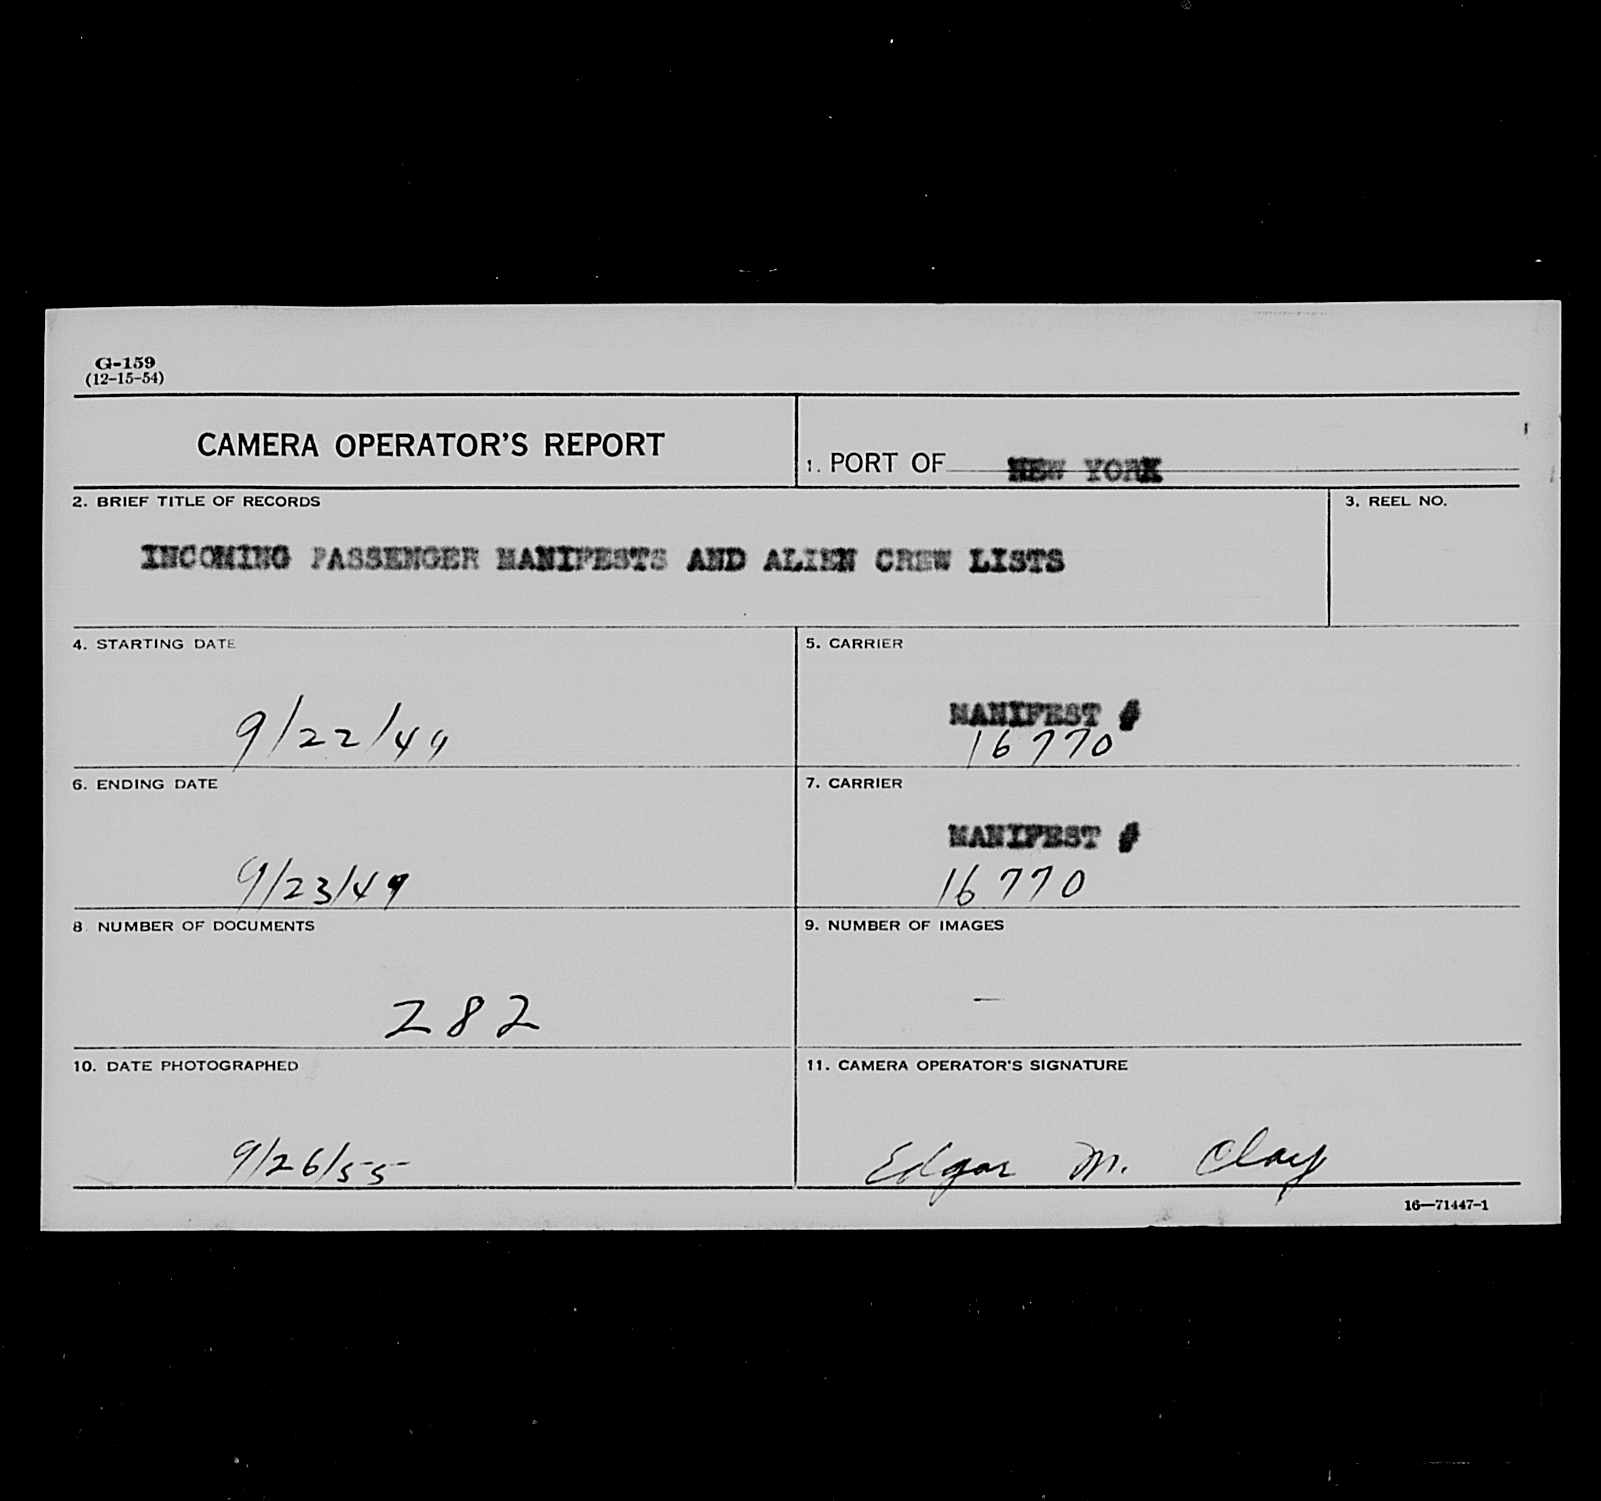 G-159
(12-15-54)
CAMERA OPERATOR'S REPORT
1. PORT OF NEW YORK
2. BRIEF TITLE OF RECORDS
3. REEL NO.
INCOMING PASSENGER MANIFESTS AND ALIEN CREW LISTS
4. STARTING DATE
5. CARRIER
9/22/49
MANIFEST #
16770
6. ENDING DATE
7. CARRIER
9/23/49
MANIFEST #
16770
8. NUMBER OF DOCUMENTS
9. NUMBER OF IMAGES
282
—
10. DATE PHOTOGRAPHED
11. CAMERA OPERATOR'S SIGNATURE
9/26/55
Edgar M. Clay
16—71447-1